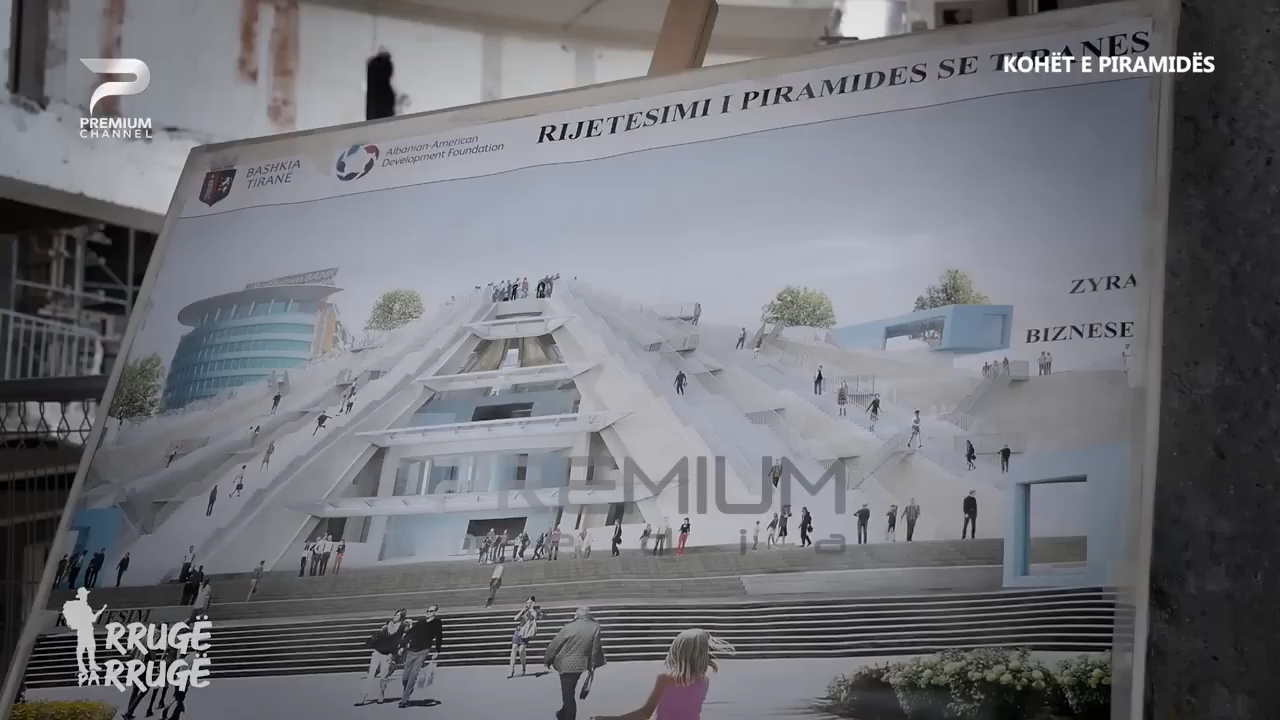 PREMIUM
CHANNEL
KOHËT E PIRAMIDËS
RIJETESIMI I PIRAMIDES SE TIRANES
BASHKIA
TIRANË
Albanian-American
Development Foundation
ZYRA
BIZNESE
PREMIUM
media
RRUGË
PA
RRUGË